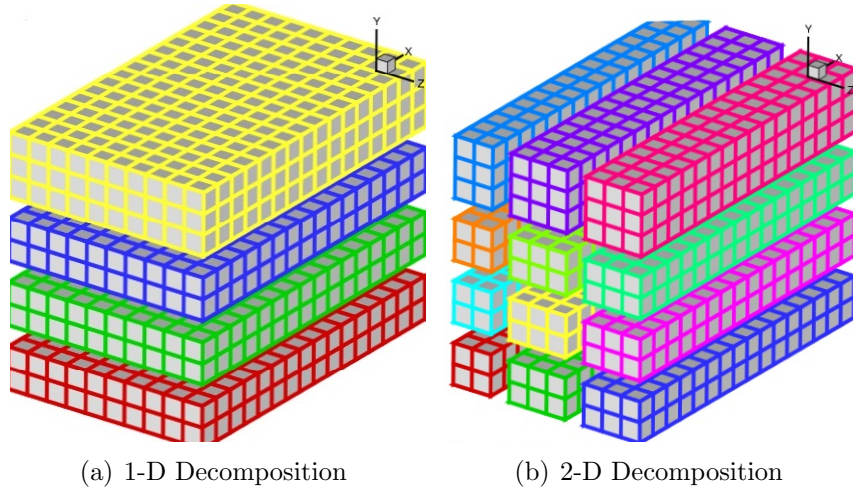 Y
X
Z
Y
X
Z
(a) 1-D Decomposition
(b) 2-D Decomposition